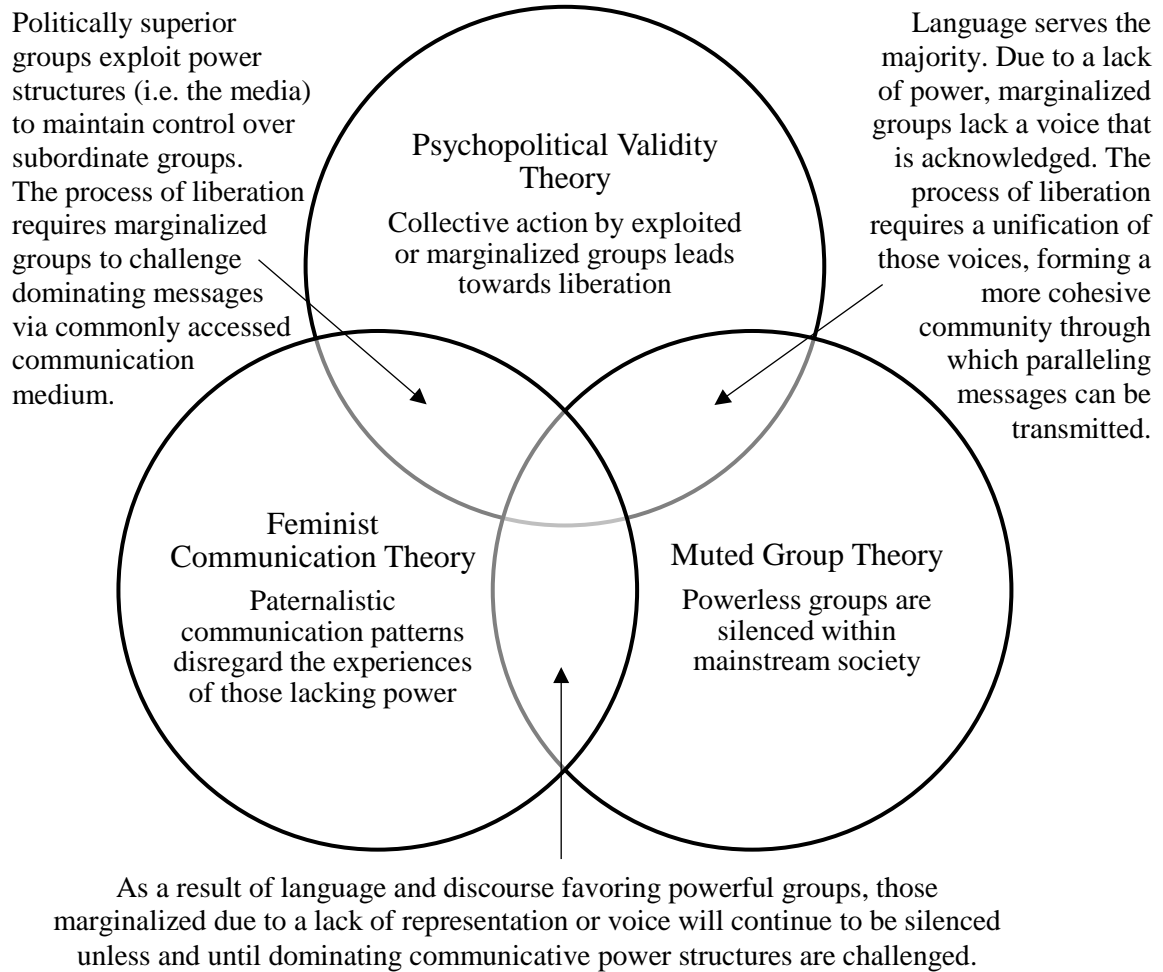 Politically superior
groups exploit power
structures (i.e. the media)
to maintain control over
subordinate groups.
The process of liberation
requires marginalized
groups to challenge
dominating messages
via commonly accessed
communication
medium.
Language serves the
majority. Due to a lack
of power, marginalized
groups lack a voice that
is acknowledged. The
process of liberation
requires a unification of
those voices, forming a
more cohesive
community through
which paralleling
messages can be
transmitted.
Psychopolitical Validity
Theory
Collective action by exploited
or marginalized groups leads
towards liberation
Feminist
Communication Theory
Paternalistic
communication patterns
disregard the experiences
of those lacking power
Muted Group Theory
Powerless groups are
silenced within
mainstream society
As a result of language and discourse favoring powerful groups, those
marginalized due to a lack of representation or voice will continue to be silenced
unless and until dominating communicative power structures are challenged.